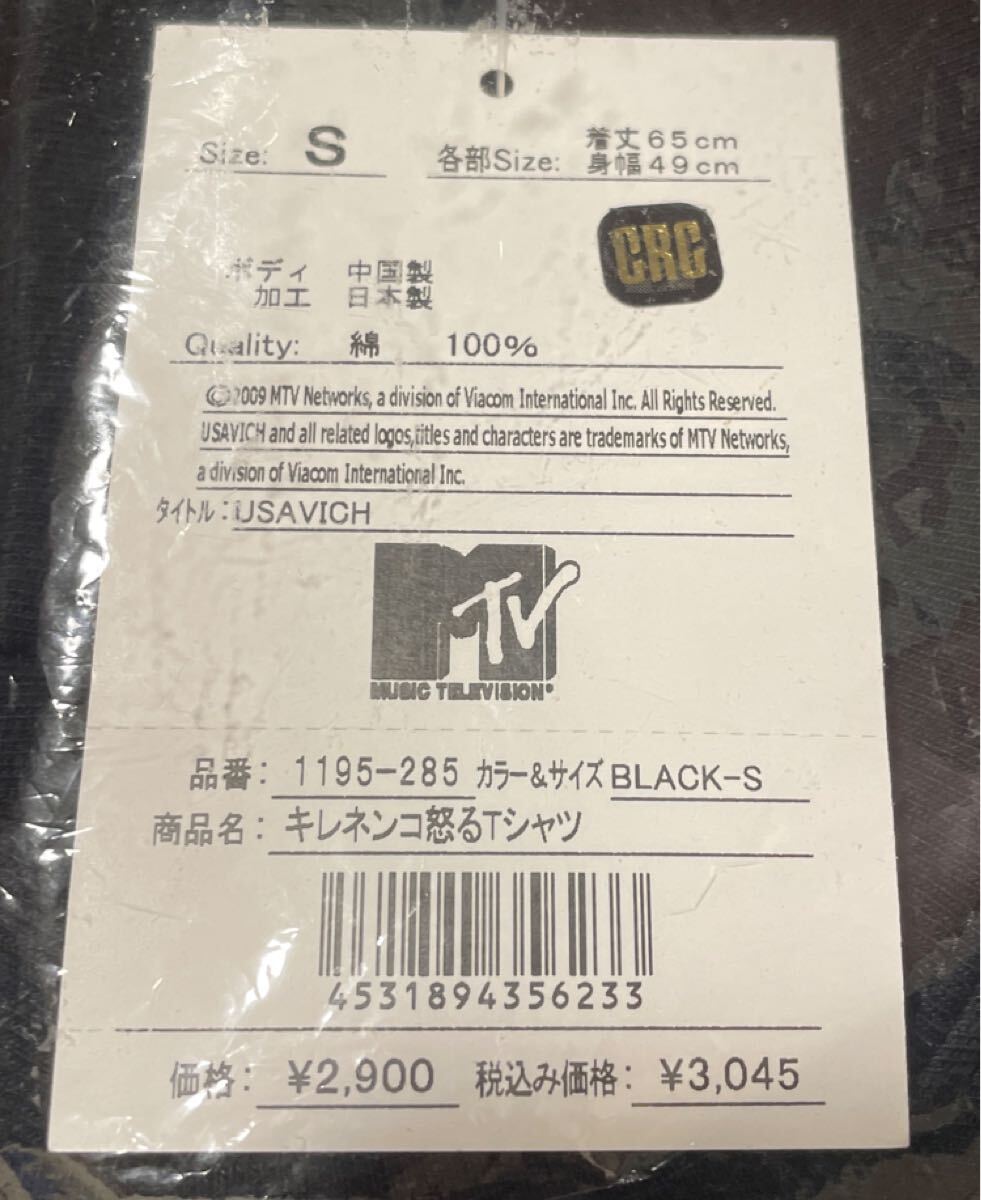 Size: S
各部Size: 着丈65cm
身幅49cm
CRC
ボディ 中国製
加工 日本製
Quality: 綿 100%
©2009 MTV Networks, a division of Viacom International Inc. All Rights Reserved.
USAVICH and all related logos,titles and characters are trademarks of MTV Networks,
a division of Viacom International Inc.
タイトル:USAVICH
MTV
MUSIC TELEVISION®
品番: 1195-285 カラー&サイズ BLACK-S
商品名: キレネンコ怒るTシャツ
4531894356233
価格: ¥2,900 税込み価格: ¥3,045